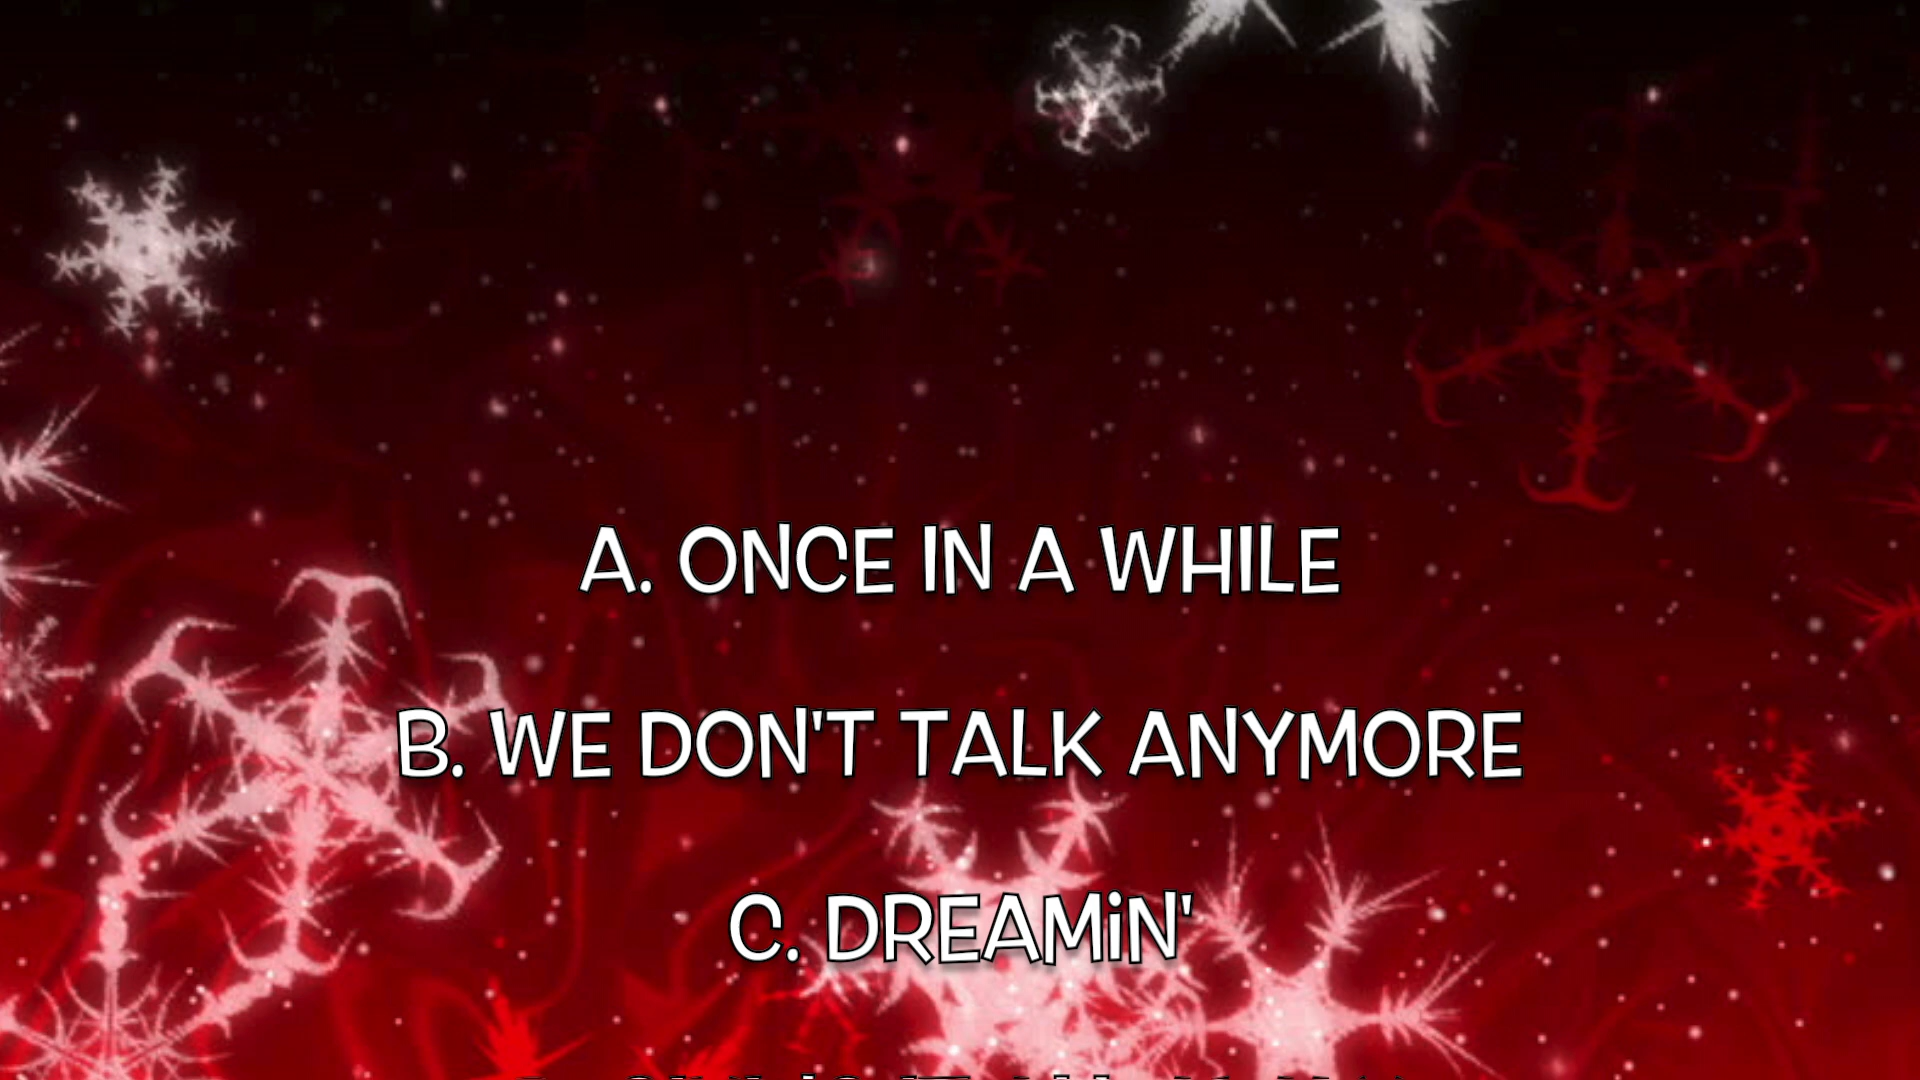 A. ONCE IN A WHILE
B. WE DON'T TALK ANYMORE
C. DREAMiN'